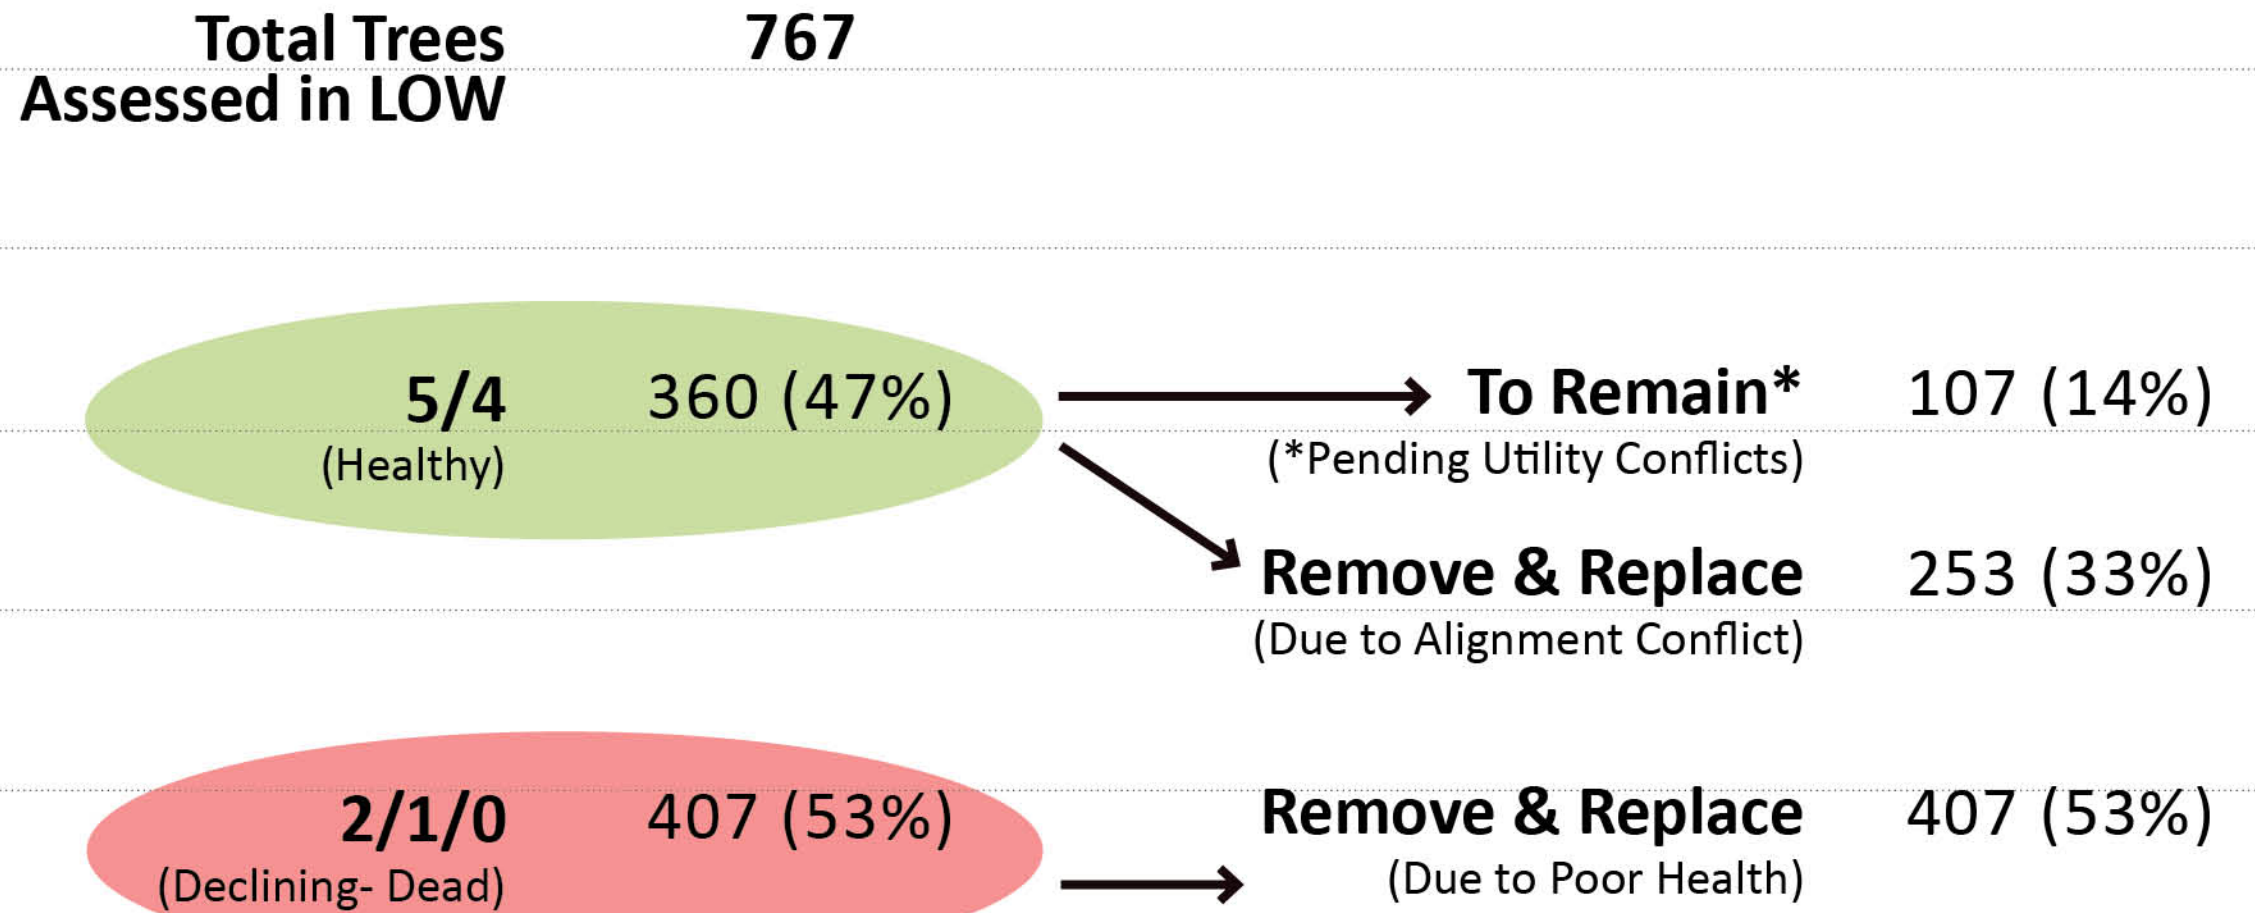 Total Trees 767
Assessed in LOW
5/4 360 (47%) To Remain* 107 (14%)
(Healthy) (*Pending Utility Conflicts)
Remove & Replace 253 (33%)
(Due to Alignment Conflict)
2/1/0 407 (53%) Remove & Replace 407 (53%)
(Declining- Dead) (Due to Poor Health)